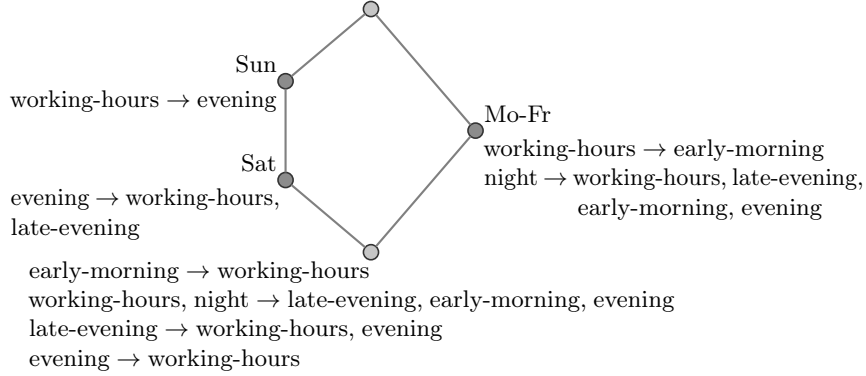 Sun
working-hours → evening
Mo-Fr
working-hours → early-morning
night → working-hours, late-evening,
early-morning, evening
Sat
evening → working-hours,
late-evening
early-morning → working-hours
working-hours, night → late-evening, early-morning, evening
late-evening → working-hours, evening
evening → working-hours